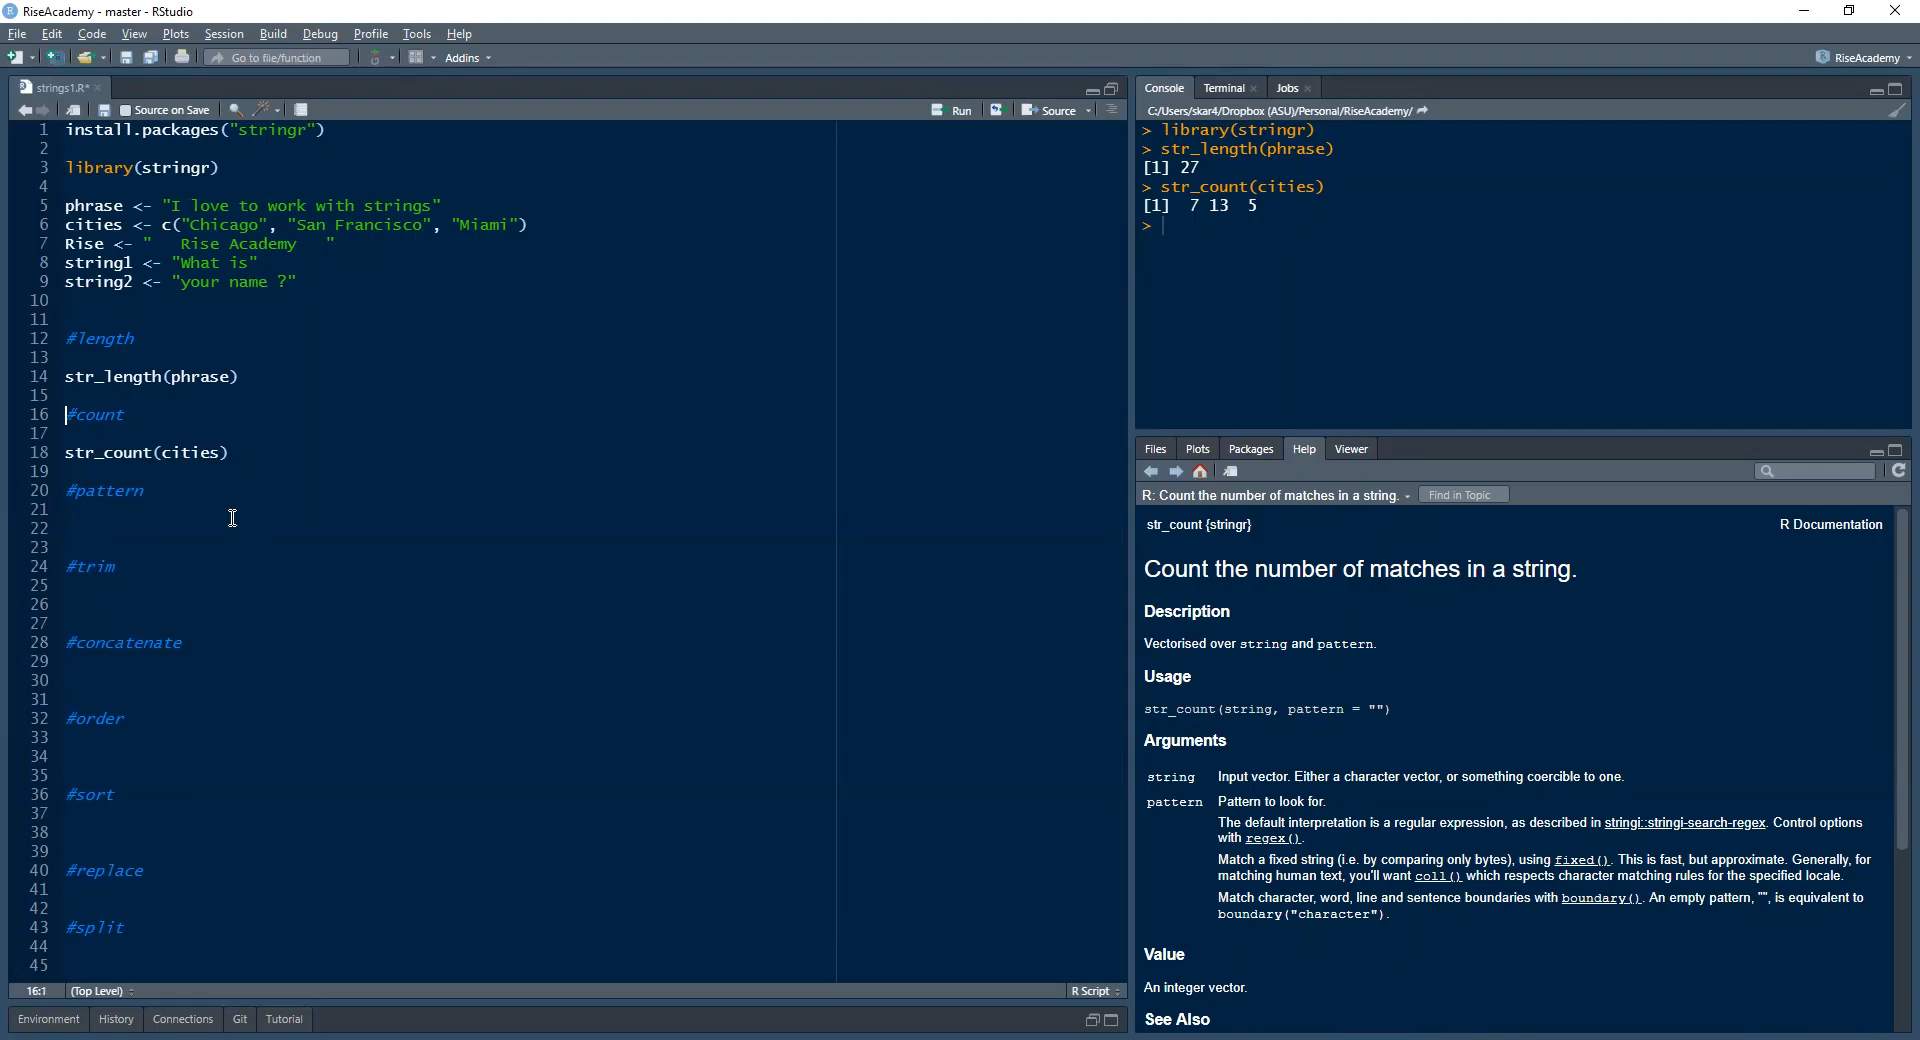 RiseAcademy - master - RStudio
File Edit Code View Plots Session Build Debug Profile Tools Help
Go to file/function Addins RiseAcademy
strings1.R*
Source on Save Run Source
1 install.packages("stringr")
2
3 library(stringr)
4
5 phrase <- "I love to work with strings"
6 cities <- c("Chicago", "San Francisco", "Miami")
7 Rise <- "   Rise Academy   "
8 string1 <- "What is"
9 string2 <- "your name ?"
10
11
12 #length
13
14 str_length(phrase)
15
16 #count
17
18 str_count(cities)
19
20 #pattern
21
22
23
24 #trim
25
26
27
28 #concatenate
29
30
31
32 #order
33
34
35
36 #sort
37
38
39
40 #replace
41
42
43 #split
44
45
16:1 (Top Level) R Script
Environment History Connections Git Tutorial
Console Terminal Jobs
C:/Users/skar4/Dropbox (ASU)/Personal/RiseAcademy/
> library(stringr)
> str_length(phrase)
[1] 27
> str_count(cities)
[1]  7 13  5
>
Files Plots Packages Help Viewer
R: Count the number of matches in a string. Find in Topic
str_count {stringr} R Documentation
Count the number of matches in a string.
Description
Vectorised over string and pattern.
Usage
str_count(string, pattern = "")
Arguments
string Input vector. Either a character vector, or something coercible to one.
pattern Pattern to look for.
The default interpretation is a regular expression, as described in stringi::stringi-search-regex. Control options
with regex().
Match a fixed string (i.e. by comparing only bytes), using fixed(). This is fast, but approximate. Generally, for
matching human text, you'll want coll() which respects character matching rules for the specified locale.
Match character, word, line and sentence boundaries with boundary(). An empty pattern, "", is equivalent to
boundary("character").
Value
An integer vector.
See Also